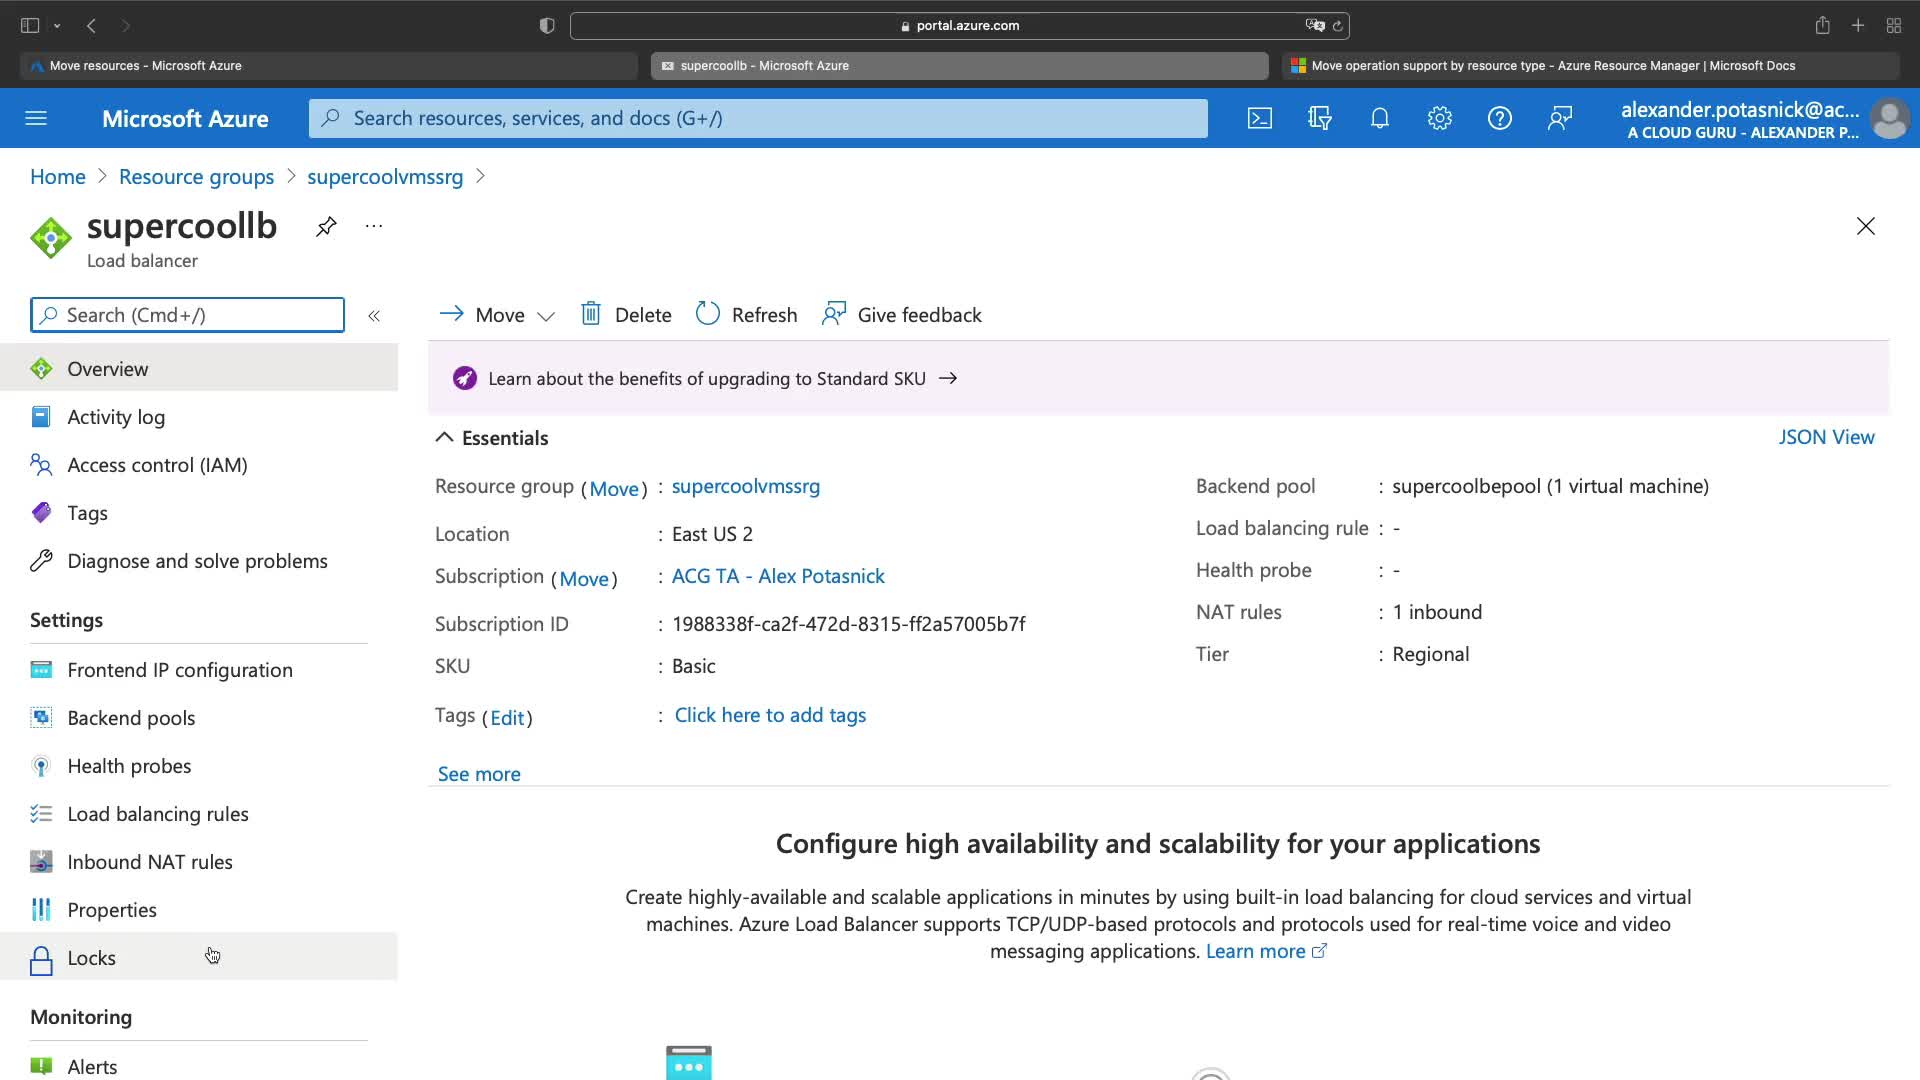 portal.azure.com
Move resources - Microsoft Azure
supercoollb - Microsoft Azure
Move operation support by resource type - Azure Resource Manager | Microsoft Docs
Microsoft Azure
Search resources, services, and docs (G+/)
alexander.potasnick@ac...
A CLOUD GURU - ALEXANDER P...
Home > Resource groups > supercoolvmssrg >
supercoollb
...
Load balancer
Search (Cmd+/)
«
Move
Delete
Refresh
Give feedback
Overview
Activity log
Access control (IAM)
Tags
Diagnose and solve problems
Settings
Frontend IP configuration
Backend pools
Health probes
Load balancing rules
Inbound NAT rules
Properties
Locks
Monitoring
Alerts
Learn about the benefits of upgrading to Standard SKU →
Essentials
JSON View
Resource group (Move) : supercoolvmssrg
Location : East US 2
Subscription (Move) : ACG TA - Alex Potasnick
Subscription ID : 1988338f-ca2f-472d-8315-ff2a57005b7f
SKU : Basic
Tags (Edit) : Click here to add tags
See more
Backend pool : supercoolbepool (1 virtual machine)
Load balancing rule : -
Health probe : -
NAT rules : 1 inbound
Tier : Regional
Configure high availability and scalability for your applications
Create highly-available and scalable applications in minutes by using built-in load balancing for cloud services and virtual
machines. Azure Load Balancer supports TCP/UDP-based protocols and protocols used for real-time voice and video
messaging applications. Learn more